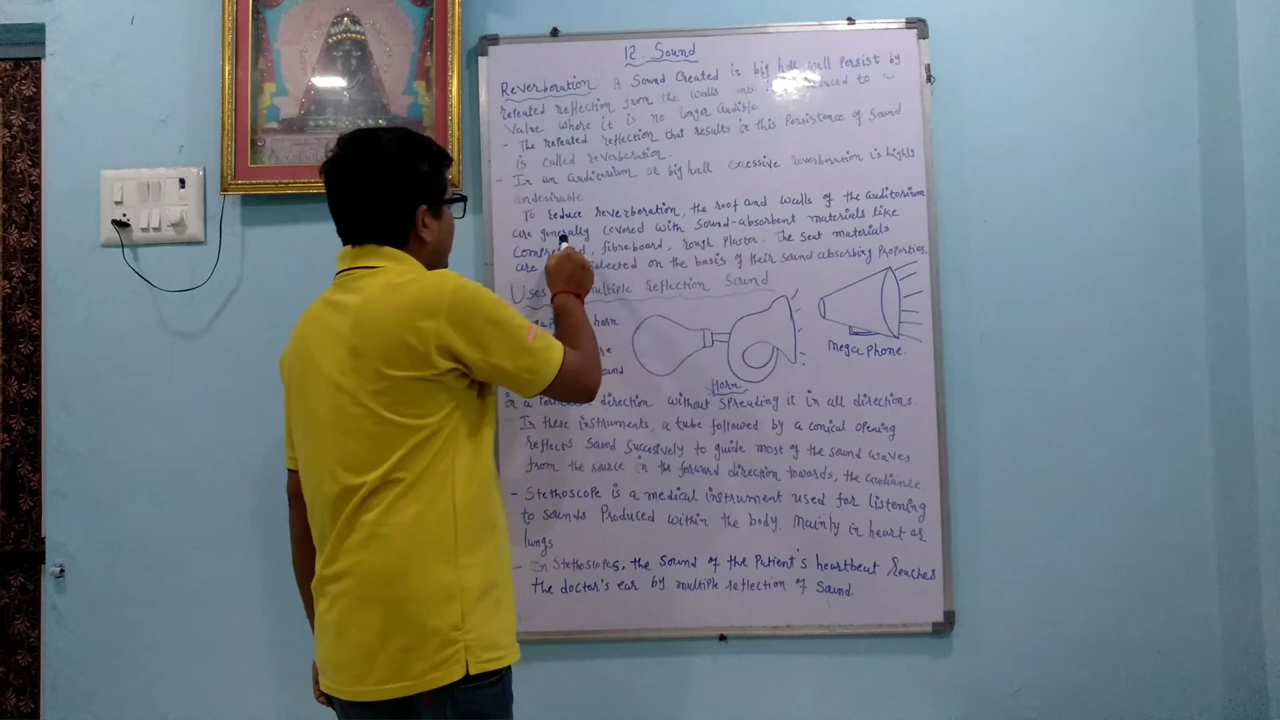 12. Sound
Reverberation: A Sound Created in big hall will Persist by
repeated reflection from the walls until reduced to a
value where it is no longer audible
- The repeated reflection that results in this Persistence of Sound
is called reverberation.
- In an auditorium or big hall excessive reverberation is highly
undesirable
To reduce reverberation, the roof and walls of the auditorium
are generally covered with sound-absorbent materials like
fibreboard, rough Plaster. The Seat materials
are selected on the basis of their sound absorbing Properties.
Uses multiple reflection Sound
horn
Horn
Mega Phone.
in a direction without Spreading it in all directions.
In these instruments, a tube followed by a conical opening
reflects Sound Succesively to guide most of the sound waves
from the source in the forward direction towards, the audiance.
- Stethoscope is a medical instrument used for listening
to sounds Produced within the body, Mainly in heart or
lungs
- In Stethoscopes, the Sound of the Patient's heartbeat Reaches
the doctor's ear by multiple reflection of Sound.